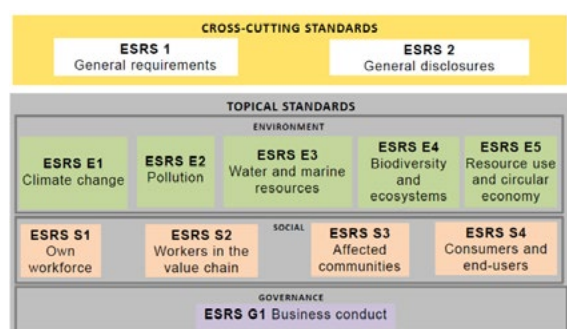 CROSS-CUTTING STANDARDS
ESRS 1
General requirements
ESRS 2
General disclosures
TOPICAL STANDARDS
ENVIRONMENT
ESRS E1
Climate change
ESRS E2
Pollution
ESRS E3
Water and marine
resources
ESRS E4
Biodiversity
and
ecosystems
ESRS E5
Resource use
and circular
economy
SOCIAL
ESRS S1
Own
workforce
ESRS S2
Workers in the
value chain
ESRS S3
Affected
communities
ESRS S4
Consumers and
end-users
GOVERNANCE
ESRS G1 Business conduct